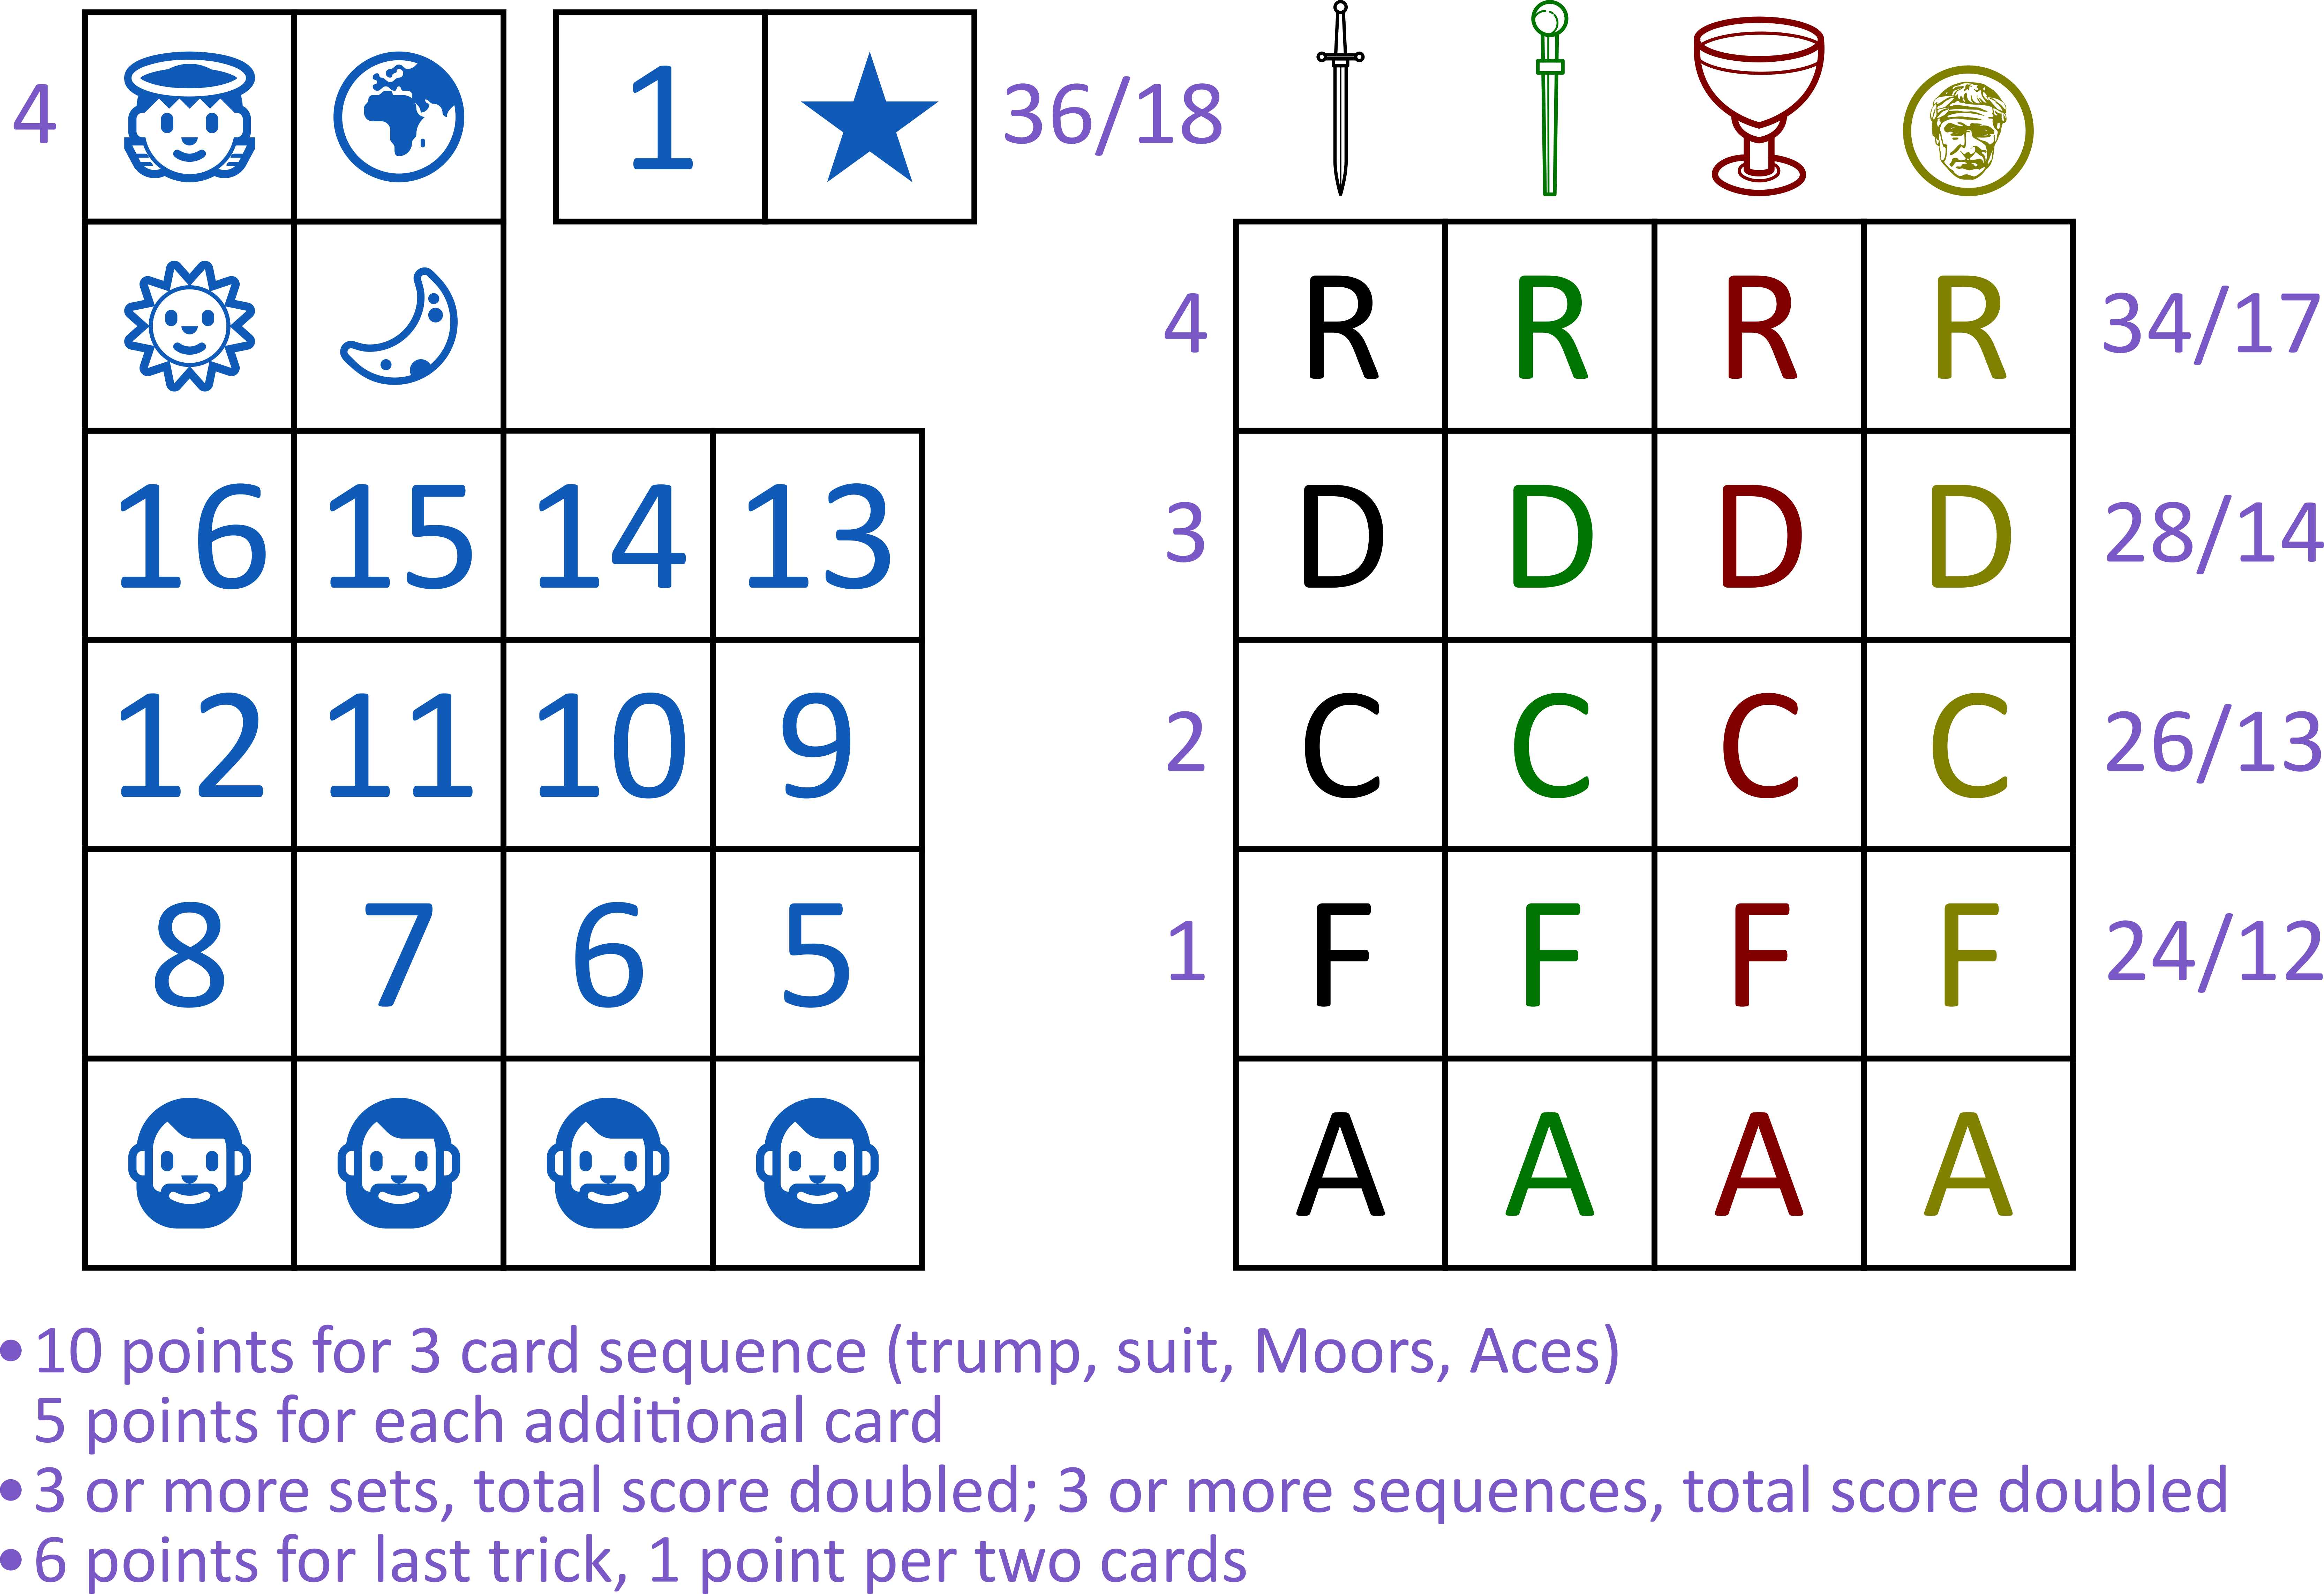 4 1 36/18
4 R R R R 34/17
16 15 14 13 3 D D D D 28/14
12 11 10 9 2 C C C C 26/13
8 7 6 5 1 F F F F 24/12
A A A A
• 10 points for 3 card sequence (trump, suit, Moors, Aces)
5 points for each additional card
• 3 or more sets, total score doubled; 3 or more sequences, total score doubled
• 6 points for last trick, 1 point per two cards